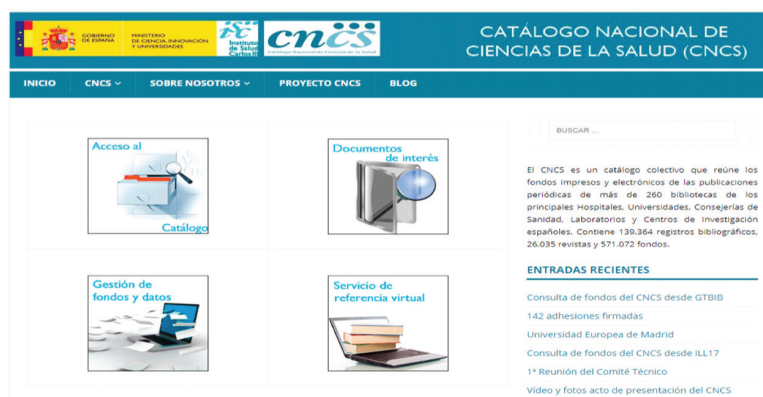 GOBIERNO
DE ESPAÑA
MINISTERIO
DE CIENCIA, INNOVACIÓN
Y UNIVERSIDADES
Instituto
de Salud
Carlos III
cncs
Catálogo Nacional de Ciencias de la Salud
CATÁLOGO NACIONAL DE
CIENCIAS DE LA SALUD (CNCS)
INICIO CNCS SOBRE NOSOTROS PROYECTO CNCS BLOG
Acceso al
Catálogo
Documentos
de interés
Gestión de
fondos y datos
Servicio de
referencia virtual
BUSCAR ...
El CNCS es un catálogo colectivo que reúne los
fondos impresos y electrónicos de las publicaciones
periódicas de más de 260 bibliotecas de los
principales Hospitales, Universidades, Consejerías de
Sanidad, Laboratorios y Centros de Investigación
españoles. Contiene 139.364 registros bibliográficos,
26.035 revistas y 571.072 fondos.
ENTRADAS RECIENTES
Consulta de fondos del CNCS desde GTBIB
142 adhesiones firmadas
Universidad Europea de Madrid
Consulta de fondos del CNCS desde ILL17
1ª Reunión del Comité Técnico
Vídeo y fotos acto de presentación del CNCS